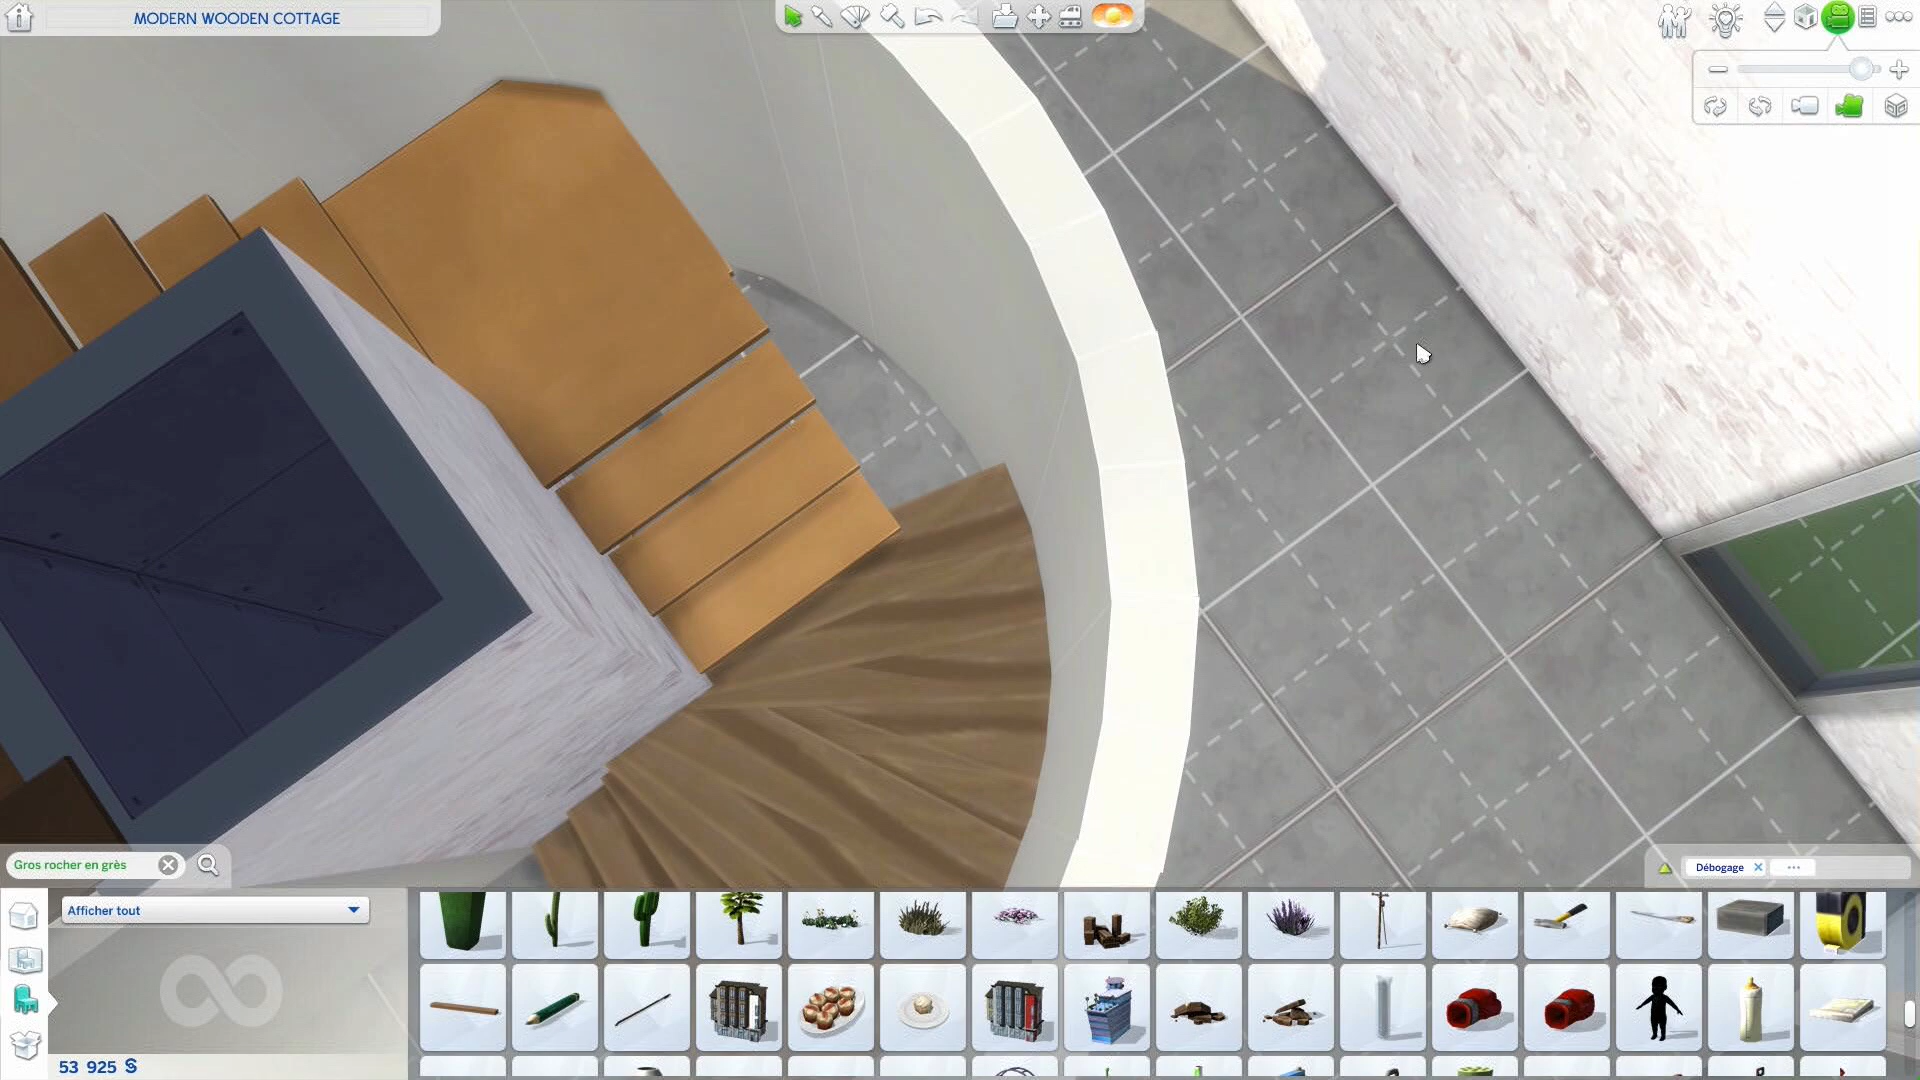 MODERN WOODEN COTTAGE
Gros rocher en grès
Débogage
Afficher tout
53 925 §